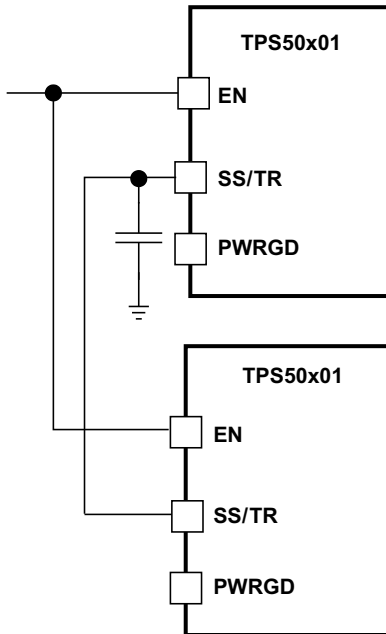 TPS50x01
EN
SS/TR
PWRGD
TPS50x01
EN
SS/TR
PWRGD